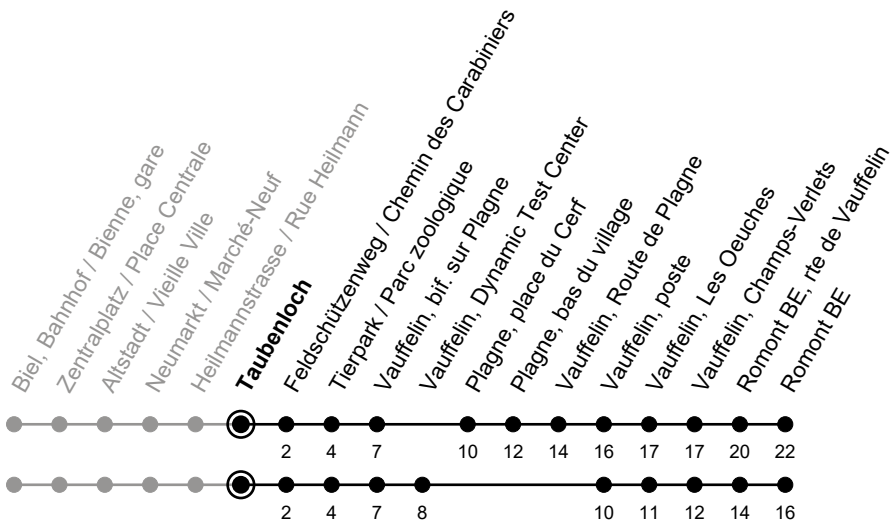 Biel, Bahnhof / Bienne, gare
Zentralplatz / Place Centrale
Altstadt / Vieille Ville
Neumarkt / Marché-Neuf
Heilmannstrasse / Rue Heilmann
Taubenloch
Feldschützenweg / Chemin des Carabiniers
Tierpark / Parc zoologique
Vauffelin, bif. sur Plagne
Vauffelin, Dynamic Test Center
Plagne, place du Cerf
Plagne, bas du village
Vauffelin, Route de Plagne
Vauffelin, poste
Vauffelin, Les Oeuches
Vauffelin, Champs-Verlets
Romont BE, rte de Vauffelin
Romont BE
2 4 7 10 12 14 16 17 17 20 22
2 4 7 8 10 11 12 14 16